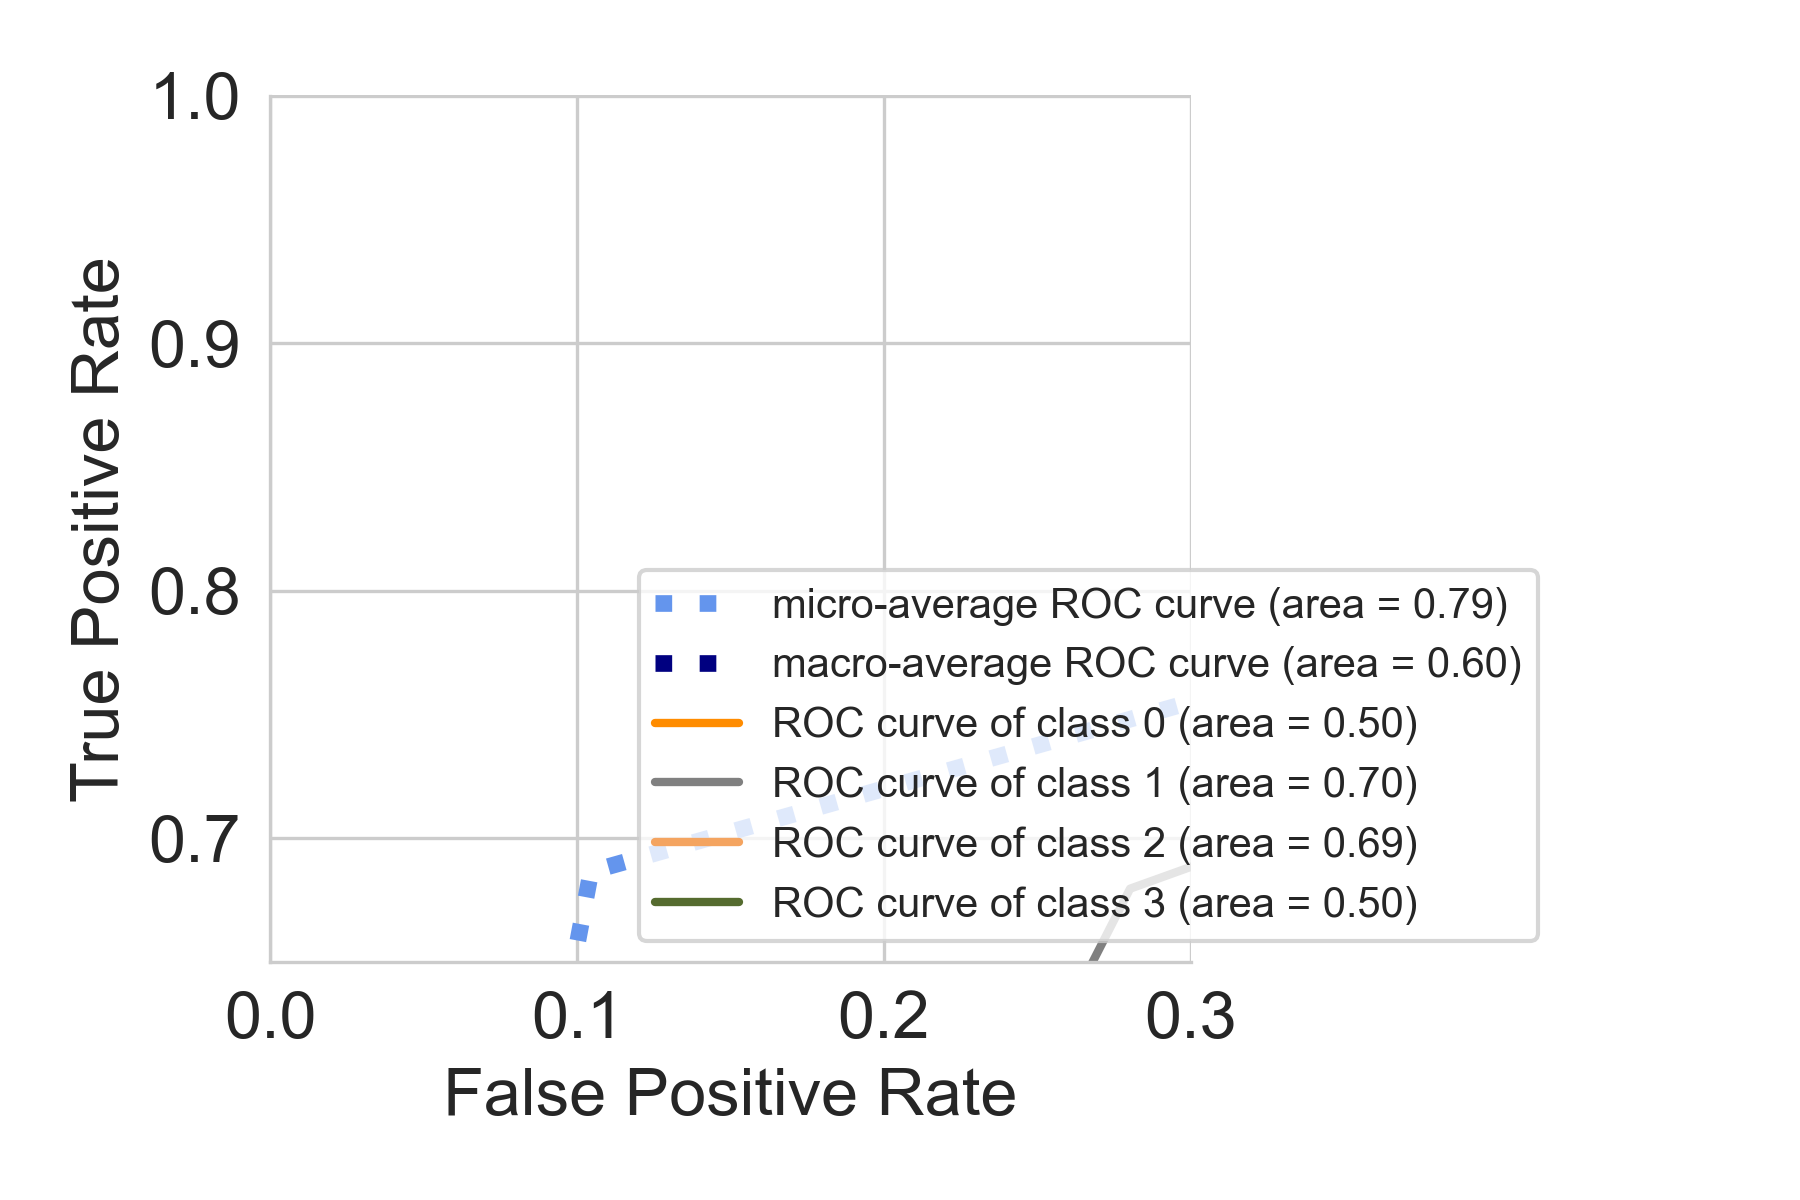 1.0
0.9
0.8
0.7
True Positive Rate
micro-average ROC curve (area = 0.79)
macro-average ROC curve (area = 0.60)
ROC curve of class 0 (area = 0.50)
ROC curve of class 1 (area = 0.70)
ROC curve of class 2 (area = 0.69)
ROC curve of class 3 (area = 0.50)
0.0 0.1 0.2 0.3
False Positive Rate